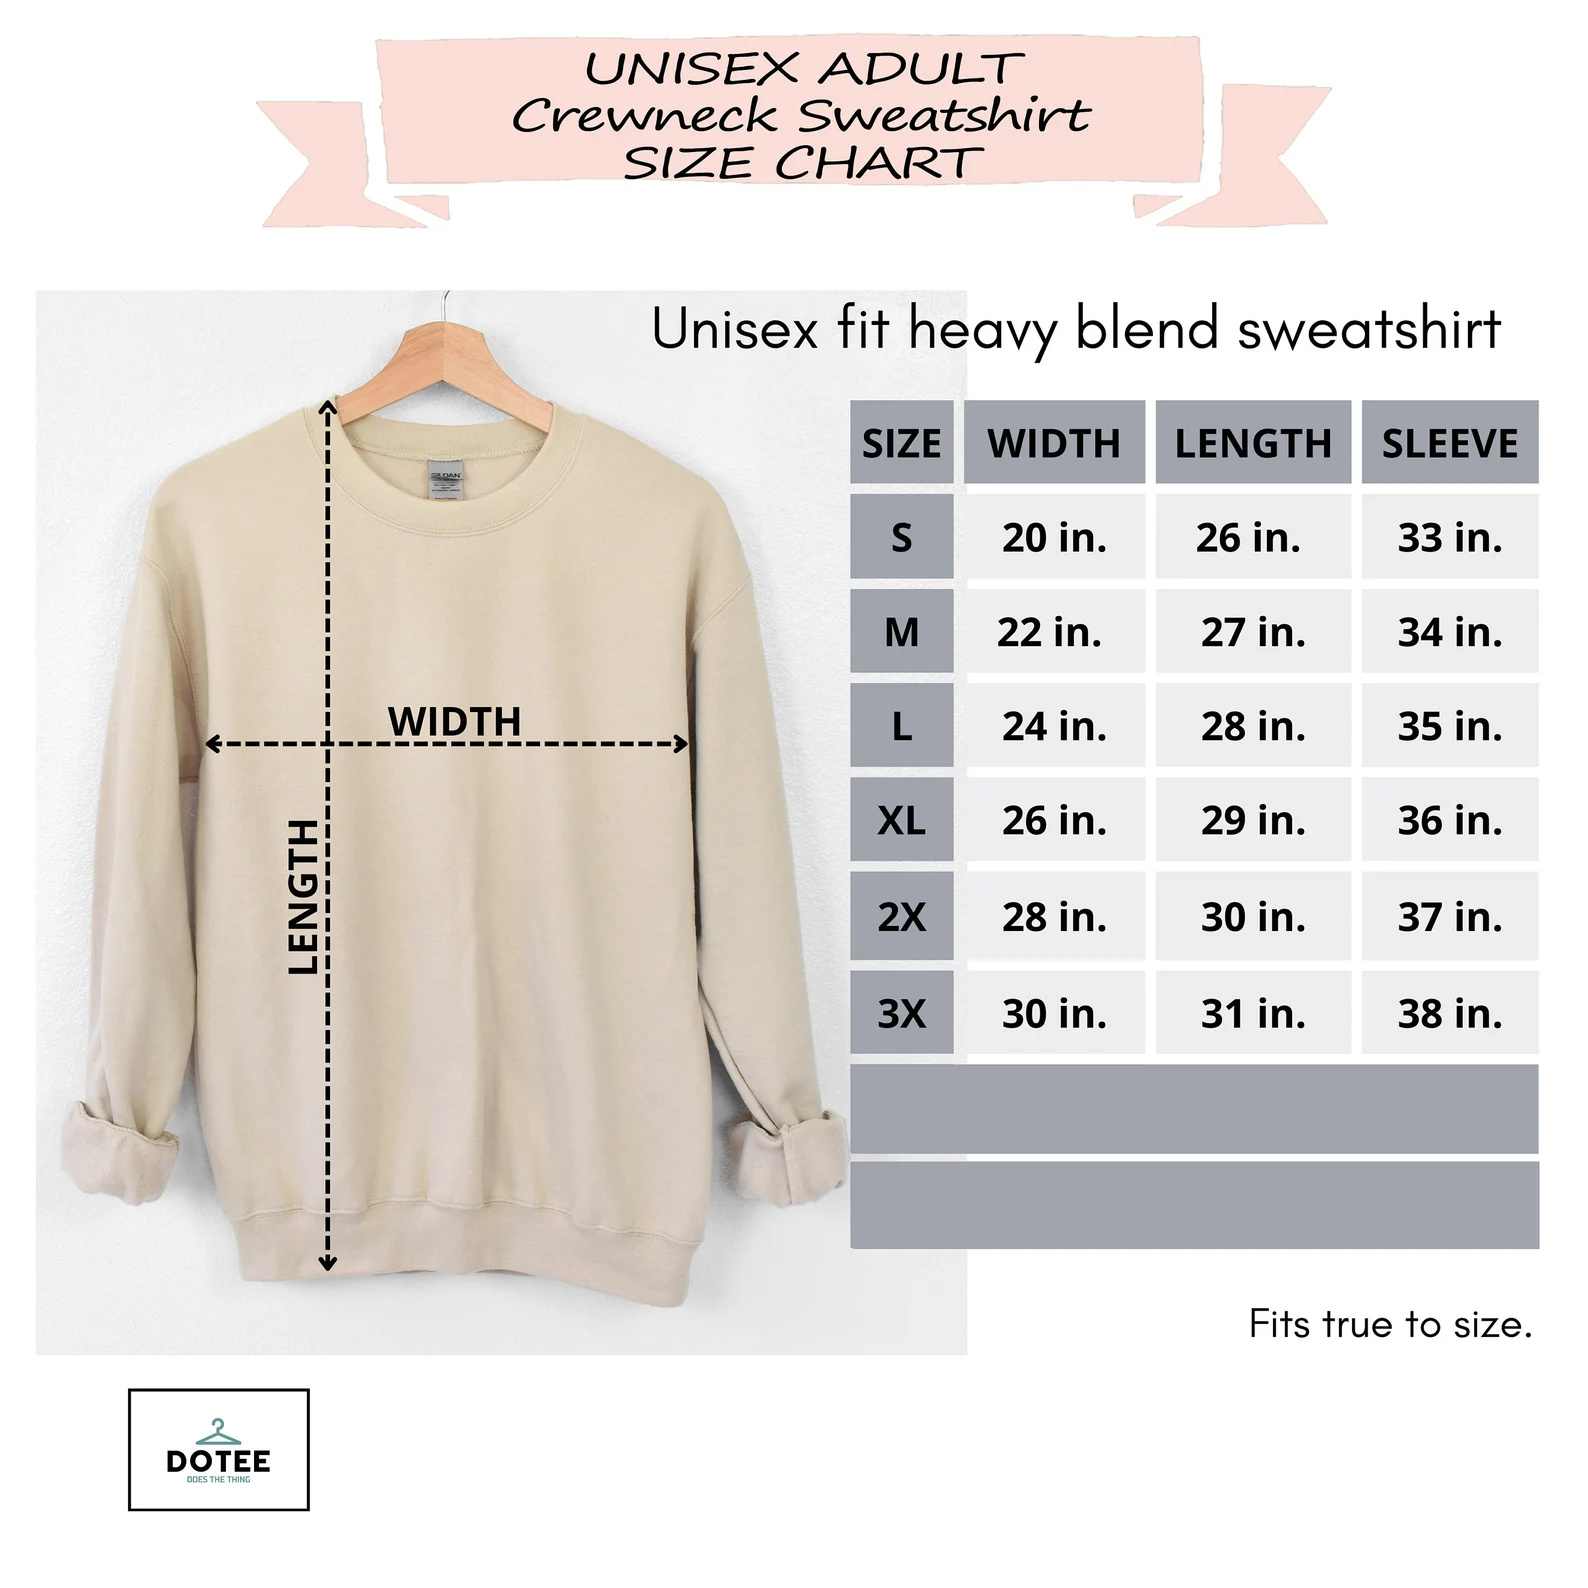 UNISEX ADULT
Crewneck Sweatshirt
SIZE CHART
Unisex fit heavy blend sweatshirt
SIZE WIDTH LENGTH SLEEVE
S 20 in. 26 in. 33 in.
M 22 in. 27 in. 34 in.
L 24 in. 28 in. 35 in.
XL 26 in. 29 in. 36 in.
2X 28 in. 30 in. 37 in.
3X 30 in. 31 in. 38 in.
WIDTH
LENGTH
GILDAN
Fits true to size.
DOTEE
DOES THE THING